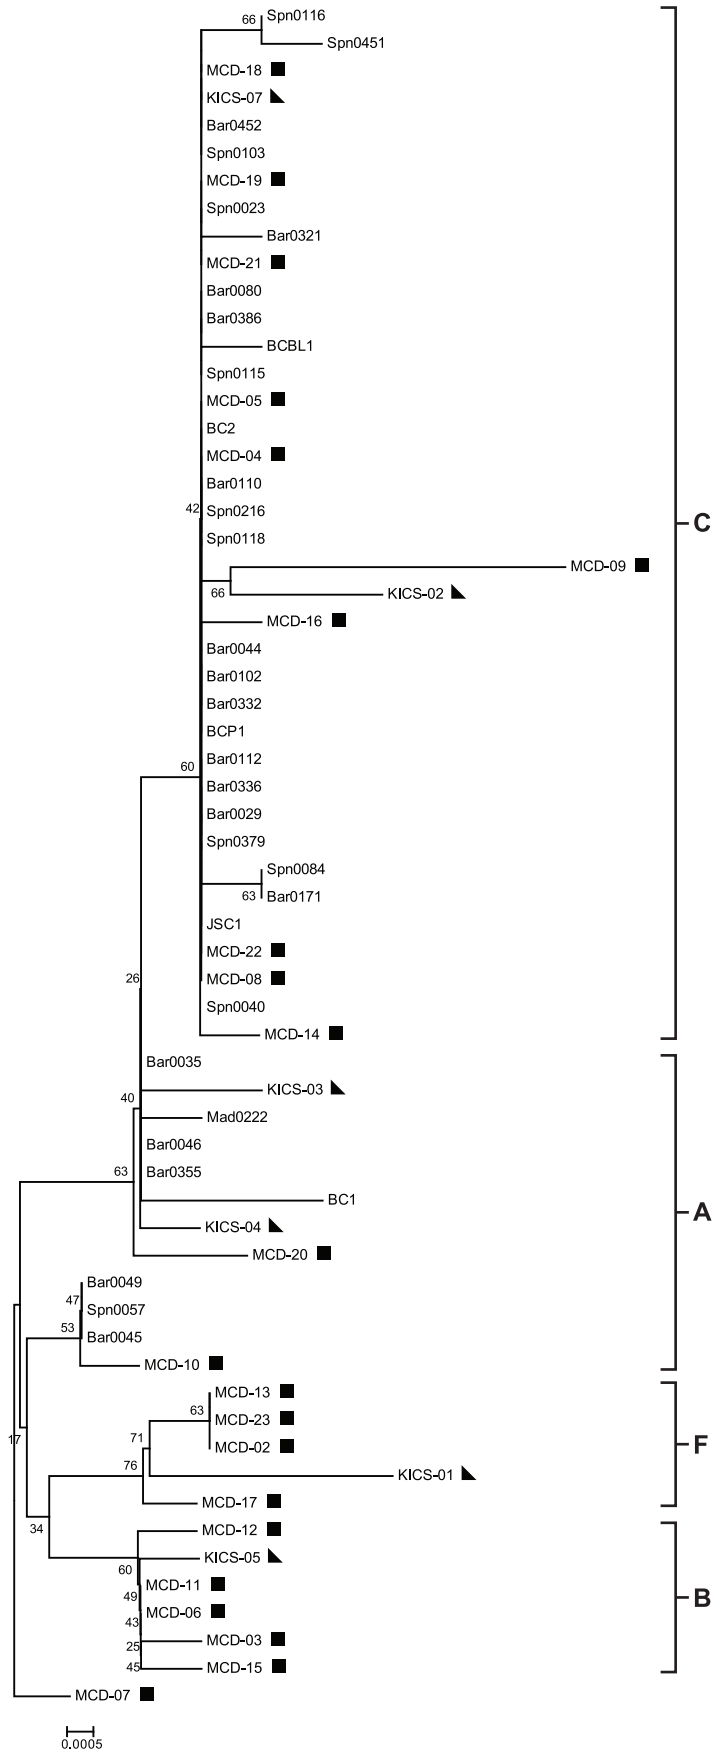 66
Spn0116
Spn0451
MCD-18
KICS-07
Bar0452
Spn0103
MCD-19
Spn0023
Bar0321
MCD-21
Bar0080
Bar0386
BCBL1
Spn0115
MCD-05
BC2
MCD-04
Bar0110
42
Spn0216
C
Spn0118
MCD-09
66
KICS-02
MCD-16
Bar0044
Bar0102
Bar0332
BCP1
Bar0112
60
Bar0336
Bar0029
Spn0379
Spn0084
63
Bar0171
JSC1
MCD-22
26
MCD-08
Spn0040
MCD-14
Bar0035
KICS-03
40
Mad0222
Bar0046
63
Bar0355
BC1
A
KICS-04
MCD-20
Bar0049
47
Spn0057
53
Bar0045
MCD-10
MCD-13
63
MCD-23
17
71
MCD-02
F
76
KICS-01
MCD-17
34
MCD-12
KICS-05
60
MCD-11
49
B
MCD-06
43
MCD-03
25
45
MCD-15
MCD-07
0.0005